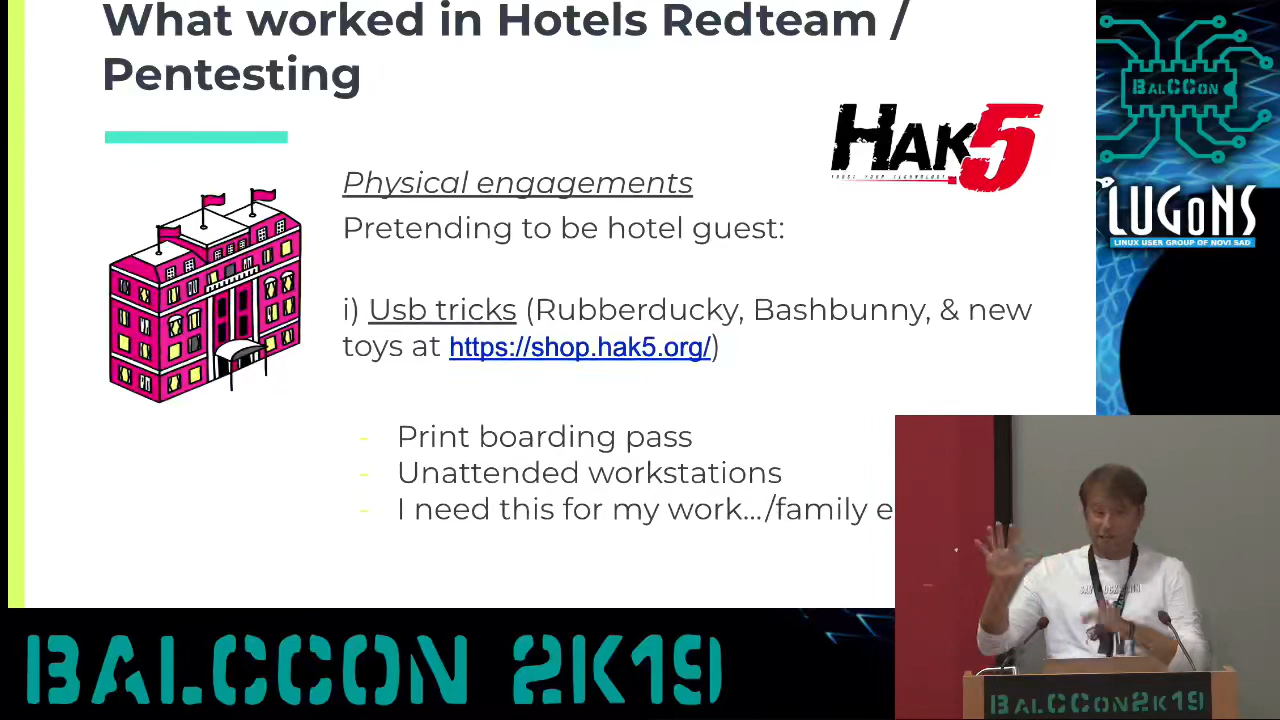 What worked in Hotels Redteam /
Pentesting
HAK5
Physical engagements
Pretending to be hotel guest:
i) Usb tricks (Rubberducky, Bashbunny, & new
toys at https://shop.hak5.org/)
- Print boarding pass
- Unattended workstations
- I need this for my work.../family e
BALCCON
LUGONS
LINUX USER GROUP OF NOVI SAD
BALCCON 2K19
BALCCON2K19